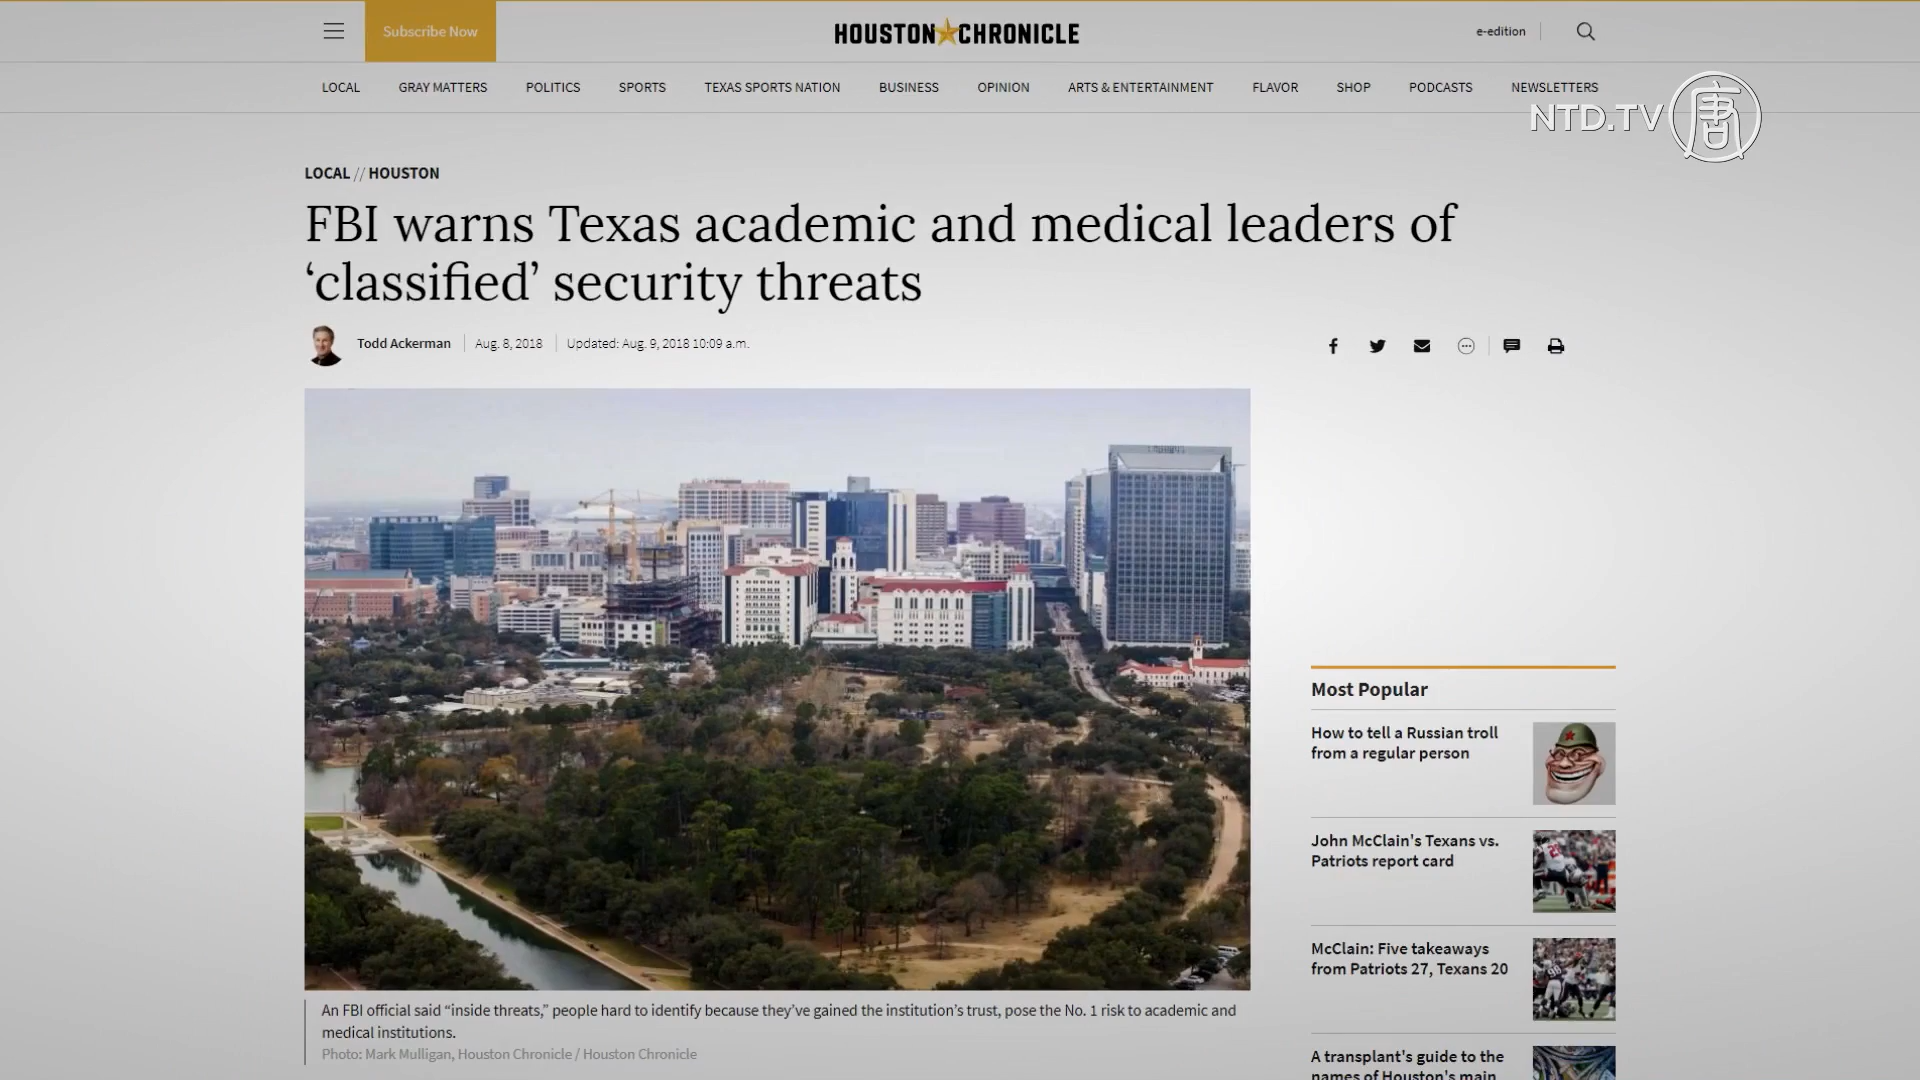 Subscribe Now
HOUSTON CHRONICLE
e-edition
LOCAL GRAY MATTERS POLITICS SPORTS TEXAS SPORTS NATION BUSINESS OPINION ARTS & ENTERTAINMENT FLAVOR SHOP PODCASTS NEWSLETTERS
NTD.TV 唐
LOCAL // HOUSTON
FBI warns Texas academic and medical leaders of
‘classified’ security threats
Todd Ackerman Aug. 8, 2018 Updated: Aug. 9, 2018 10:09 a.m.
An FBI official said “inside threats,” people hard to identify because they’ve gained the institution’s trust, pose the No. 1 risk to academic and
medical institutions.
Photo: Mark Mulligan, Houston Chronicle / Houston Chronicle
Most Popular
How to tell a Russian troll
from a regular person
John McClain's Texans vs.
Patriots report card
McClain: Five takeaways
from Patriots 27, Texans 20
A transplant's guide to the
names of Houston's main